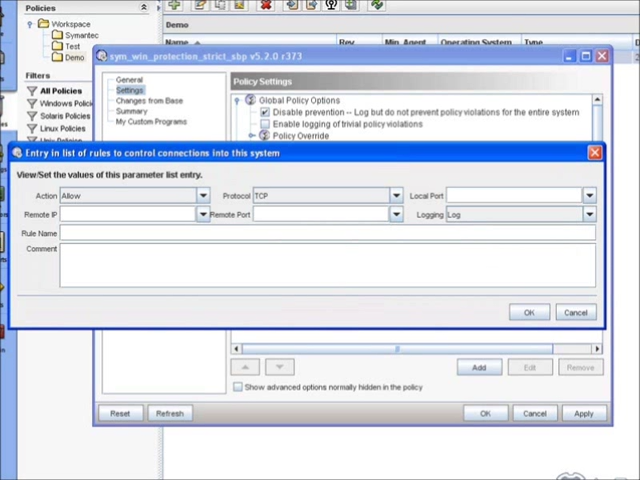 Policies
Workspace
Symantec
Test
Demo
Filters
All Policies
Windows Polici
Solaris Policies
Linux Policies
Demo
Name
Rev
Min. Agent
Operating System
Type
sym_win_protection_strict_sbp v5.2.0 r373
General
Settings
Changes from Base
Summary
My Custom Programs
Policy Settings
Global Policy Options
Disable prevention -- Log but do not prevent policy violations for the entire system
Enable logging of trivial policy violations
Policy Override
Entry in list of rules to control connections into this system
View/Set the values of this parameter list entry.
Action Allow Protocol TCP Local Port
Remote IP Remote Port Logging Log
Rule Name
Comment
OK Cancel
Add Edit Remove
Show advanced options normally hidden in the policy
Reset Refresh OK Cancel Apply